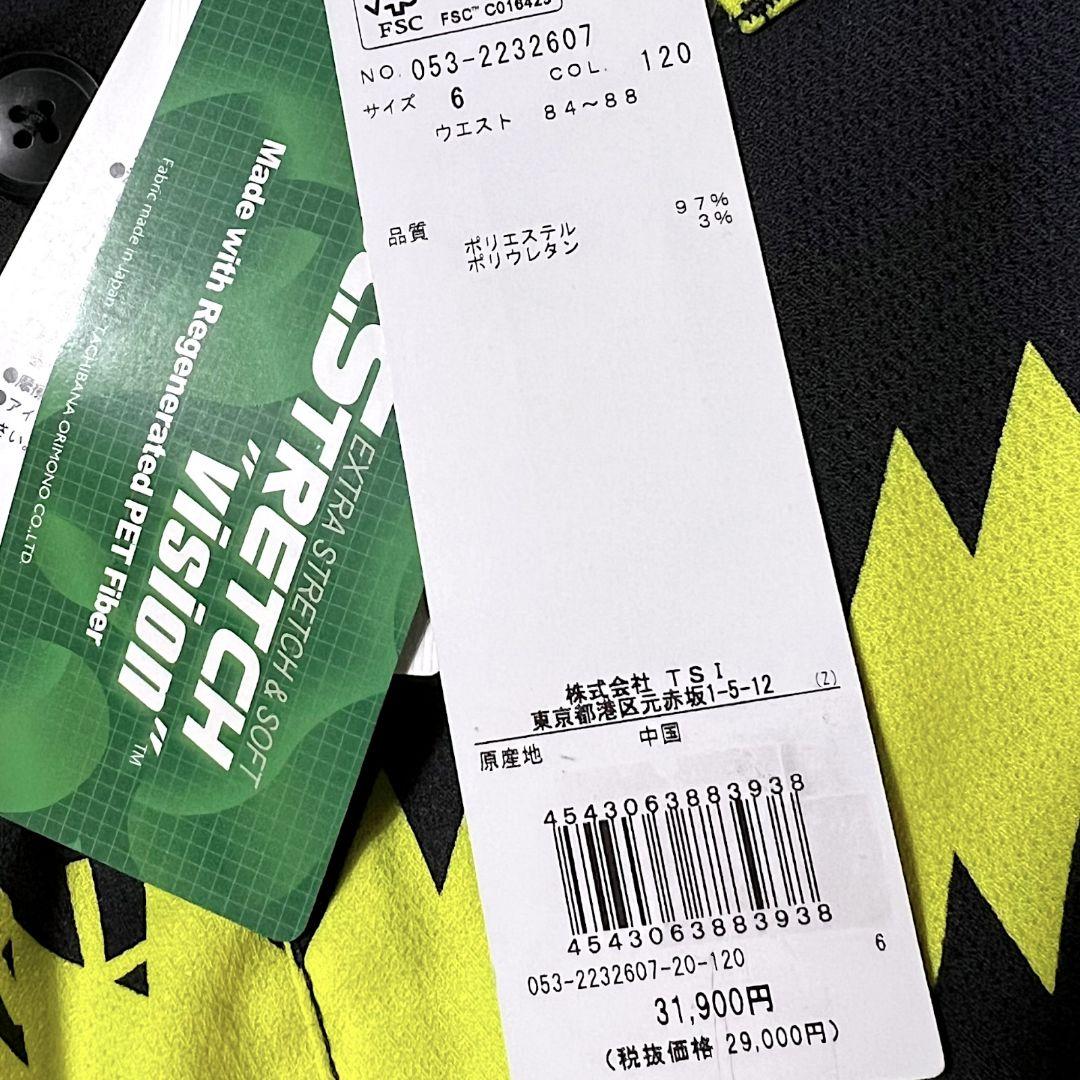 FSC FSC™ C016425
NO. 053-2232607
COL. 120
サイズ 6
ウエスト 84～88
品質
ポリエステル 97%
ポリウレタン 3%
株式会社 TSI
東京都港区元赤坂1-5-12 (Z)
原産地 中国
4543063883938
4543063883938
053-2232607-20-120 6
31,900円
(税抜価格 29,000円)
EXTRA STRETCH & SOFT
STRETCH
"vision"™
Made with Regenerated PET Fiber
Fabric made in Japan
TACHIBANA ORIMONO CO.,LTD.